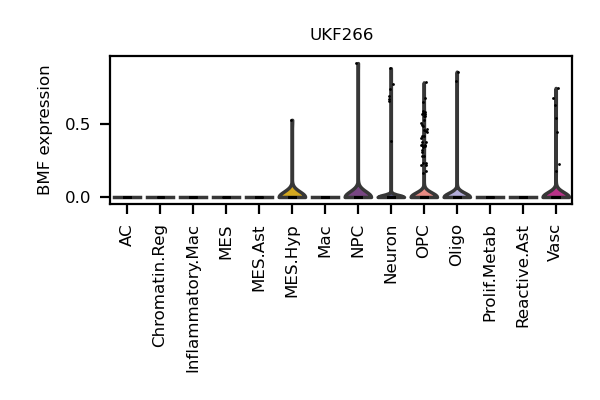 UKF266
BMF expression
0.5
0.0
AC
Chromatin.Reg
Inflammatory.Mac
MES
MES.Ast
MES.Hyp
Mac
NPC
Neuron
OPC
Oligo
Prolif.Metab
Reactive.Ast
Vasc